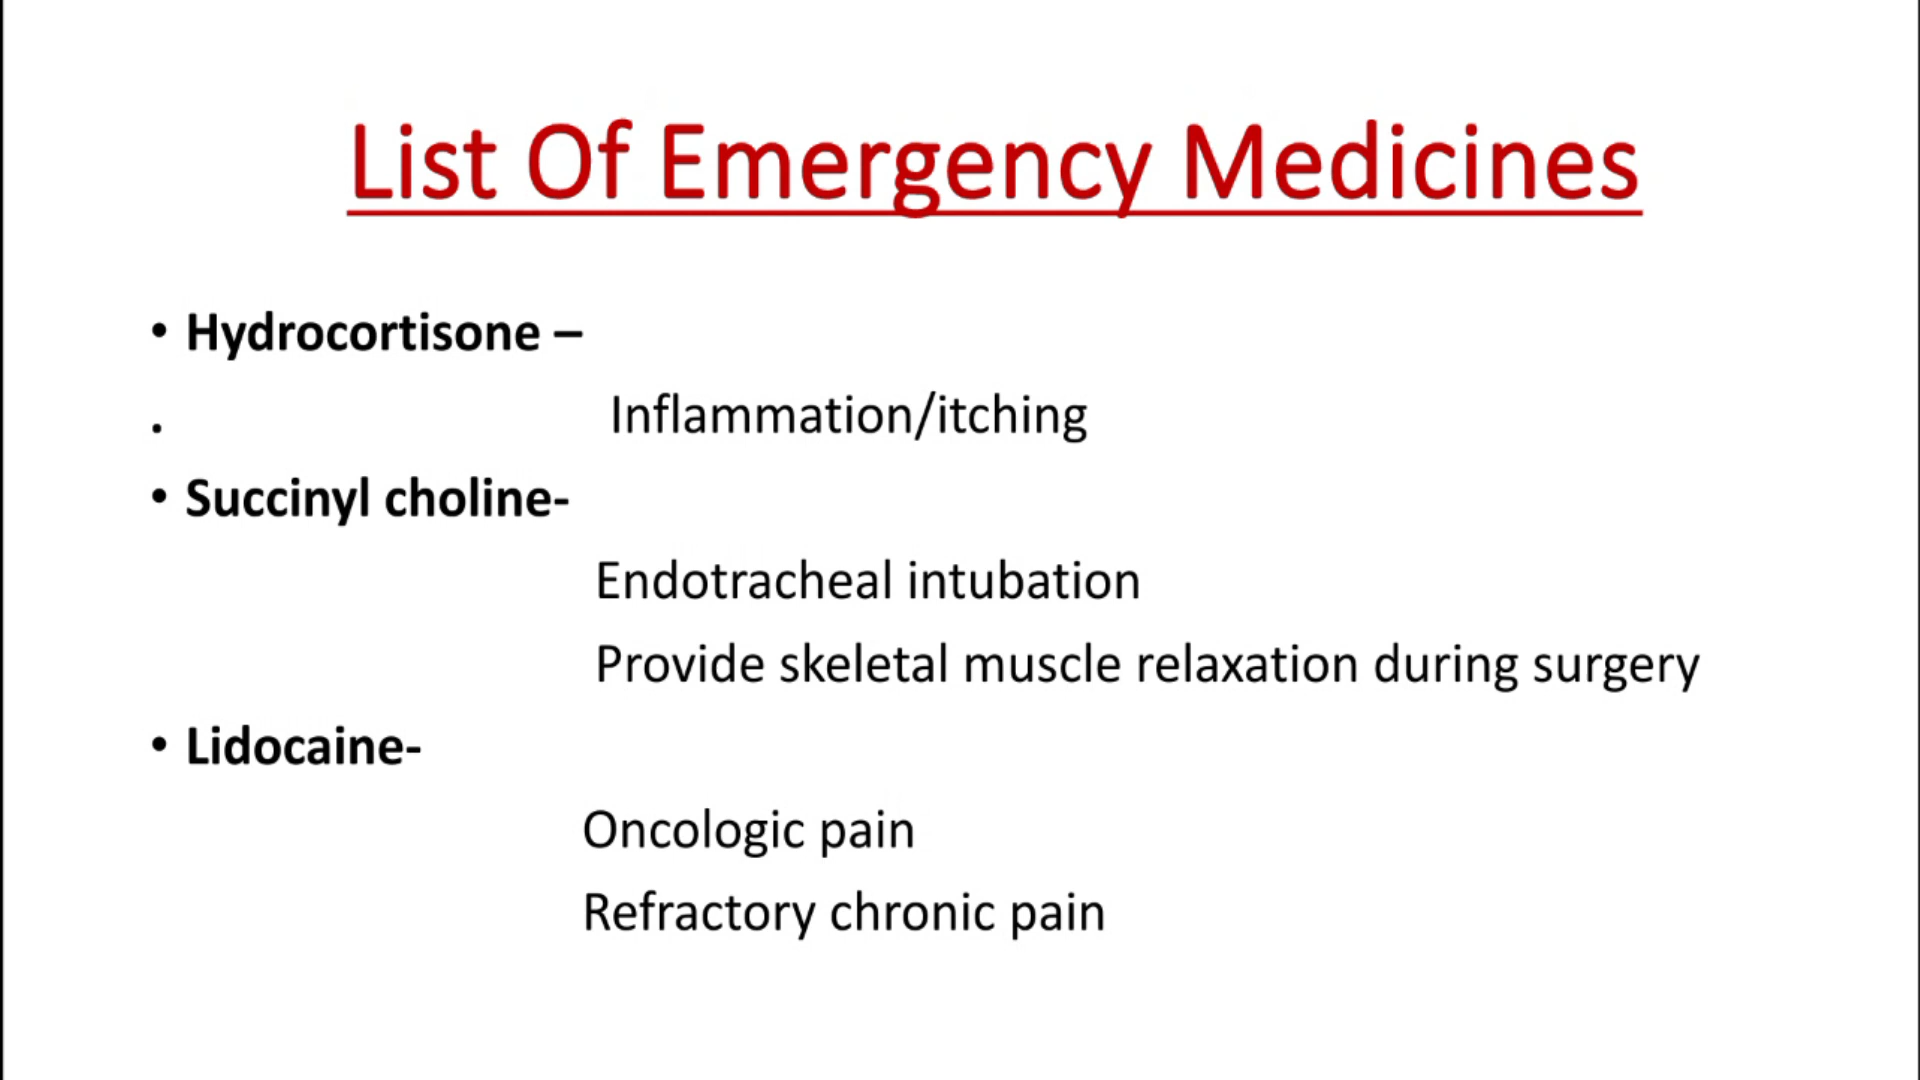 List Of Emergency Medicines
• Hydrocortisone –
. Inflammation/itching
• Succinyl choline-
Endotracheal intubation
Provide skeletal muscle relaxation during surgery
• Lidocaine-
Oncologic pain
Refractory chronic pain